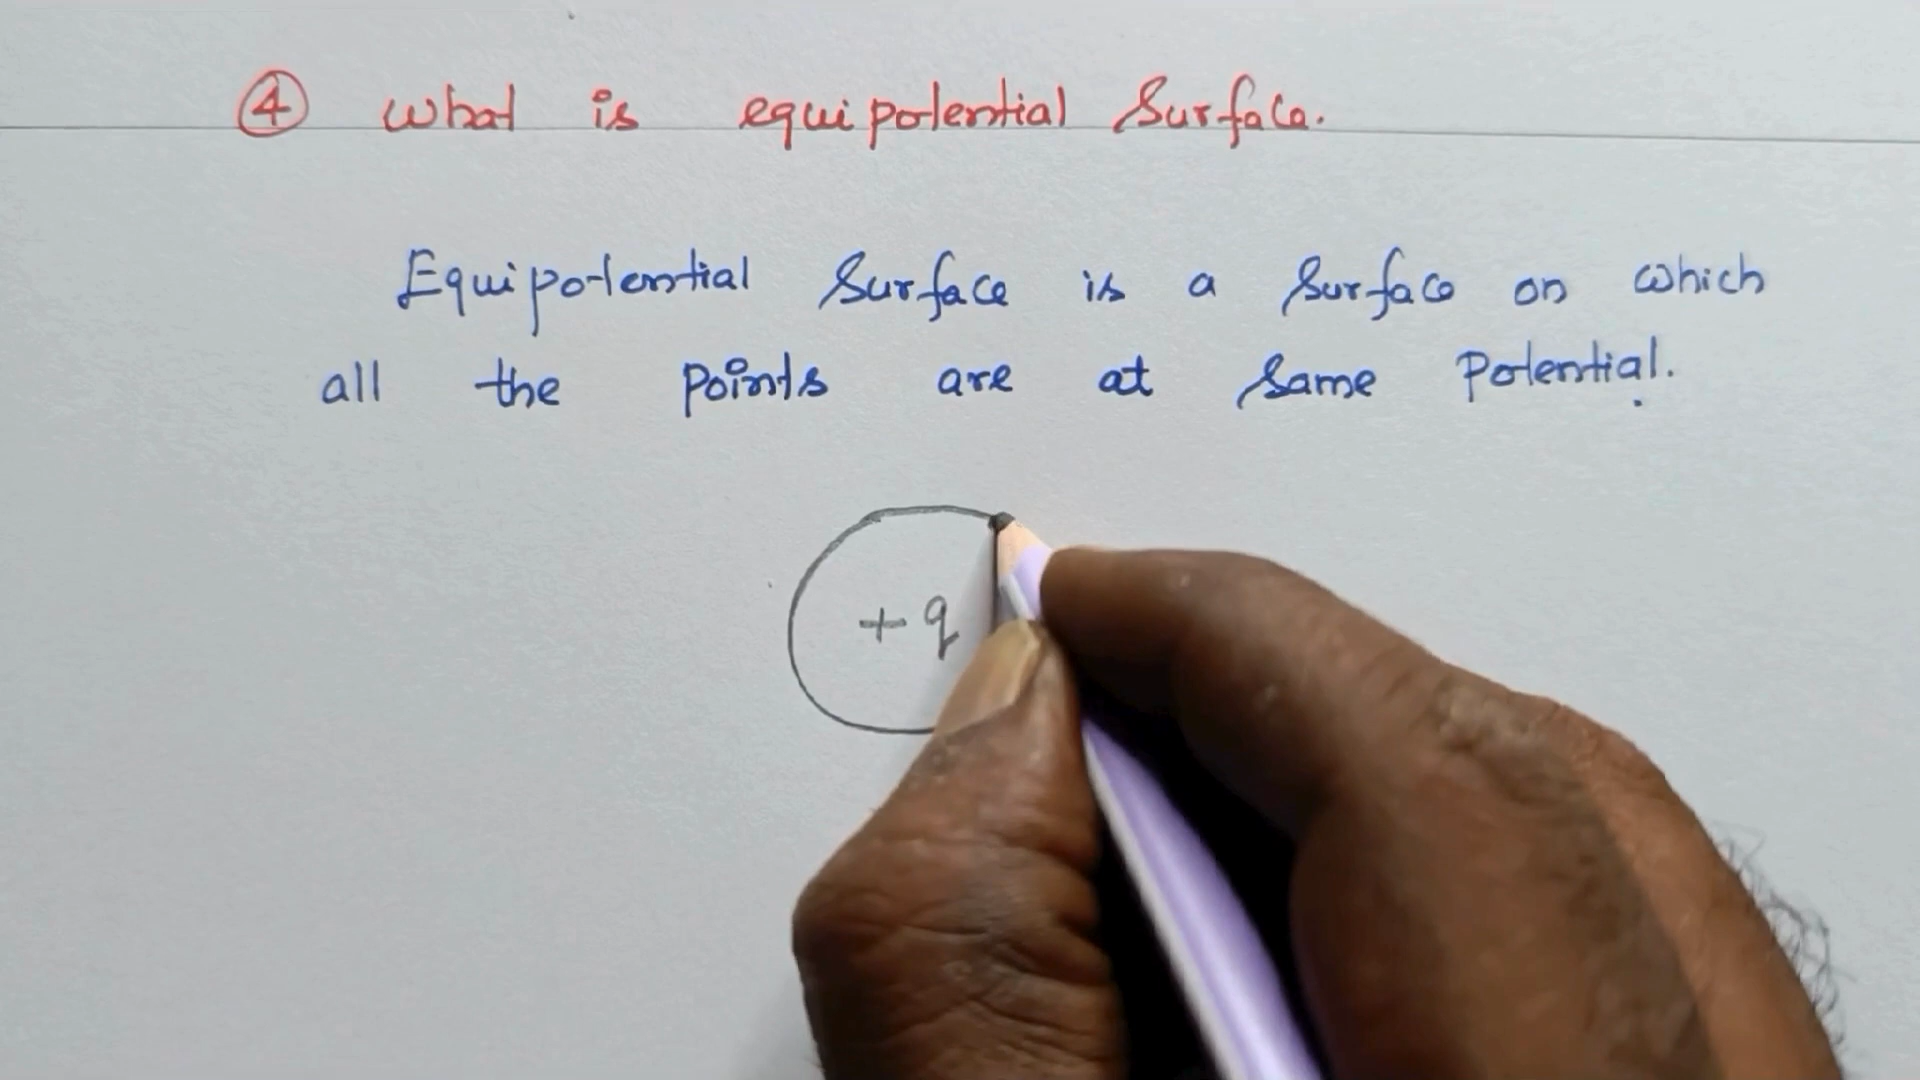 ④ What is equipotential Surface.
Equipotential Surface is a Surface on which
all the points are at Same Potential.
+ q